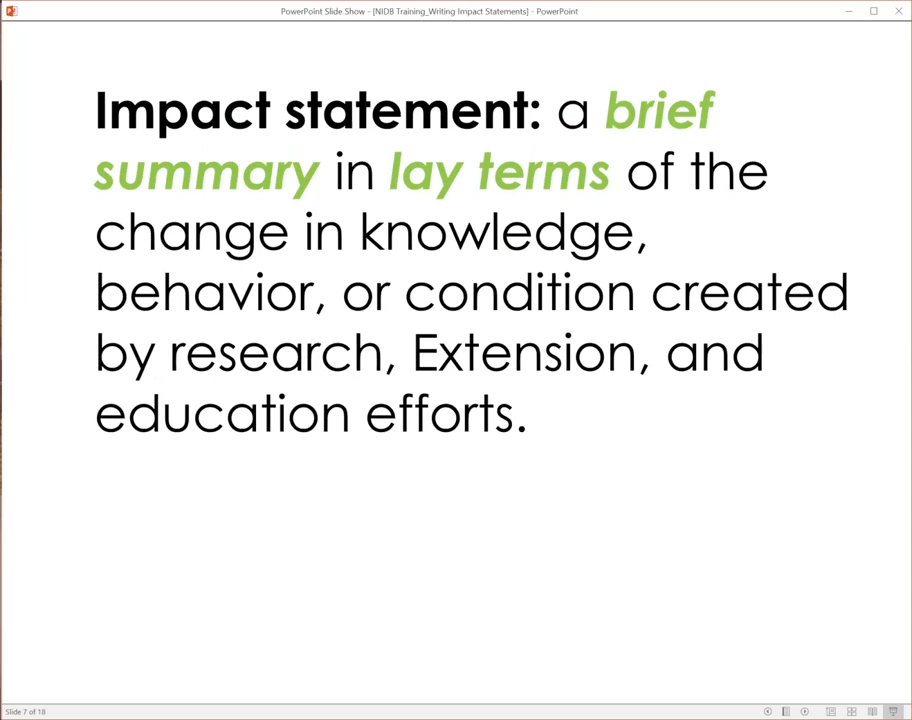 PowerPoint Slide Show - [NIDB Training_Writing Impact Statements] - PowerPoint
Impact statement: a brief
summary in lay terms of the
change in knowledge,
behavior, or condition created
by research, Extension, and
education efforts.
Slide 7 of 18